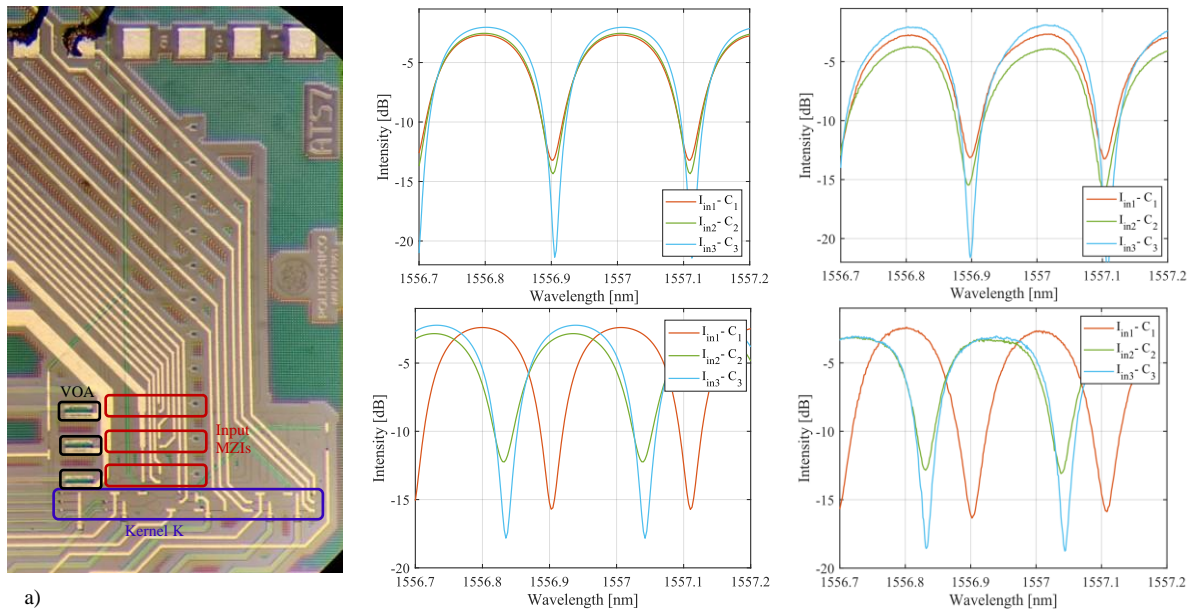 ATS7
POLITECHICO
VOA
Input
MZIs
Kernel K
a)
Intensity [dB]
-5
-10
-15
-20
I_in1- C_1
I_in2- C_2
I_in3- C_3
1556.7 1556.8 1556.9 1557 1557.1 1557.2
Wavelength [nm]
Intensity [dB]
-5
-10
-15
-20
I_in1- C_1
I_in2- C_2
I_in3- C_3
1556.7 1556.8 1556.9 1557 1557.1 1557.2
Wavelength [nm]
Intensity [dB]
-5
-10
-15
-20
I_in1- C_1
I_in2- C_2
I_in3- C_3
1556.7 1556.8 1556.9 1557 1557.1 1557.2
Wavelength [nm]
Intensity [dB]
-5
-10
-15
-20
I_in1- C_1
I_in2- C_2
I_in3- C_3
1556.7 1556.8 1556.9 1557 1557.1 1557.2
Wavelength [nm]